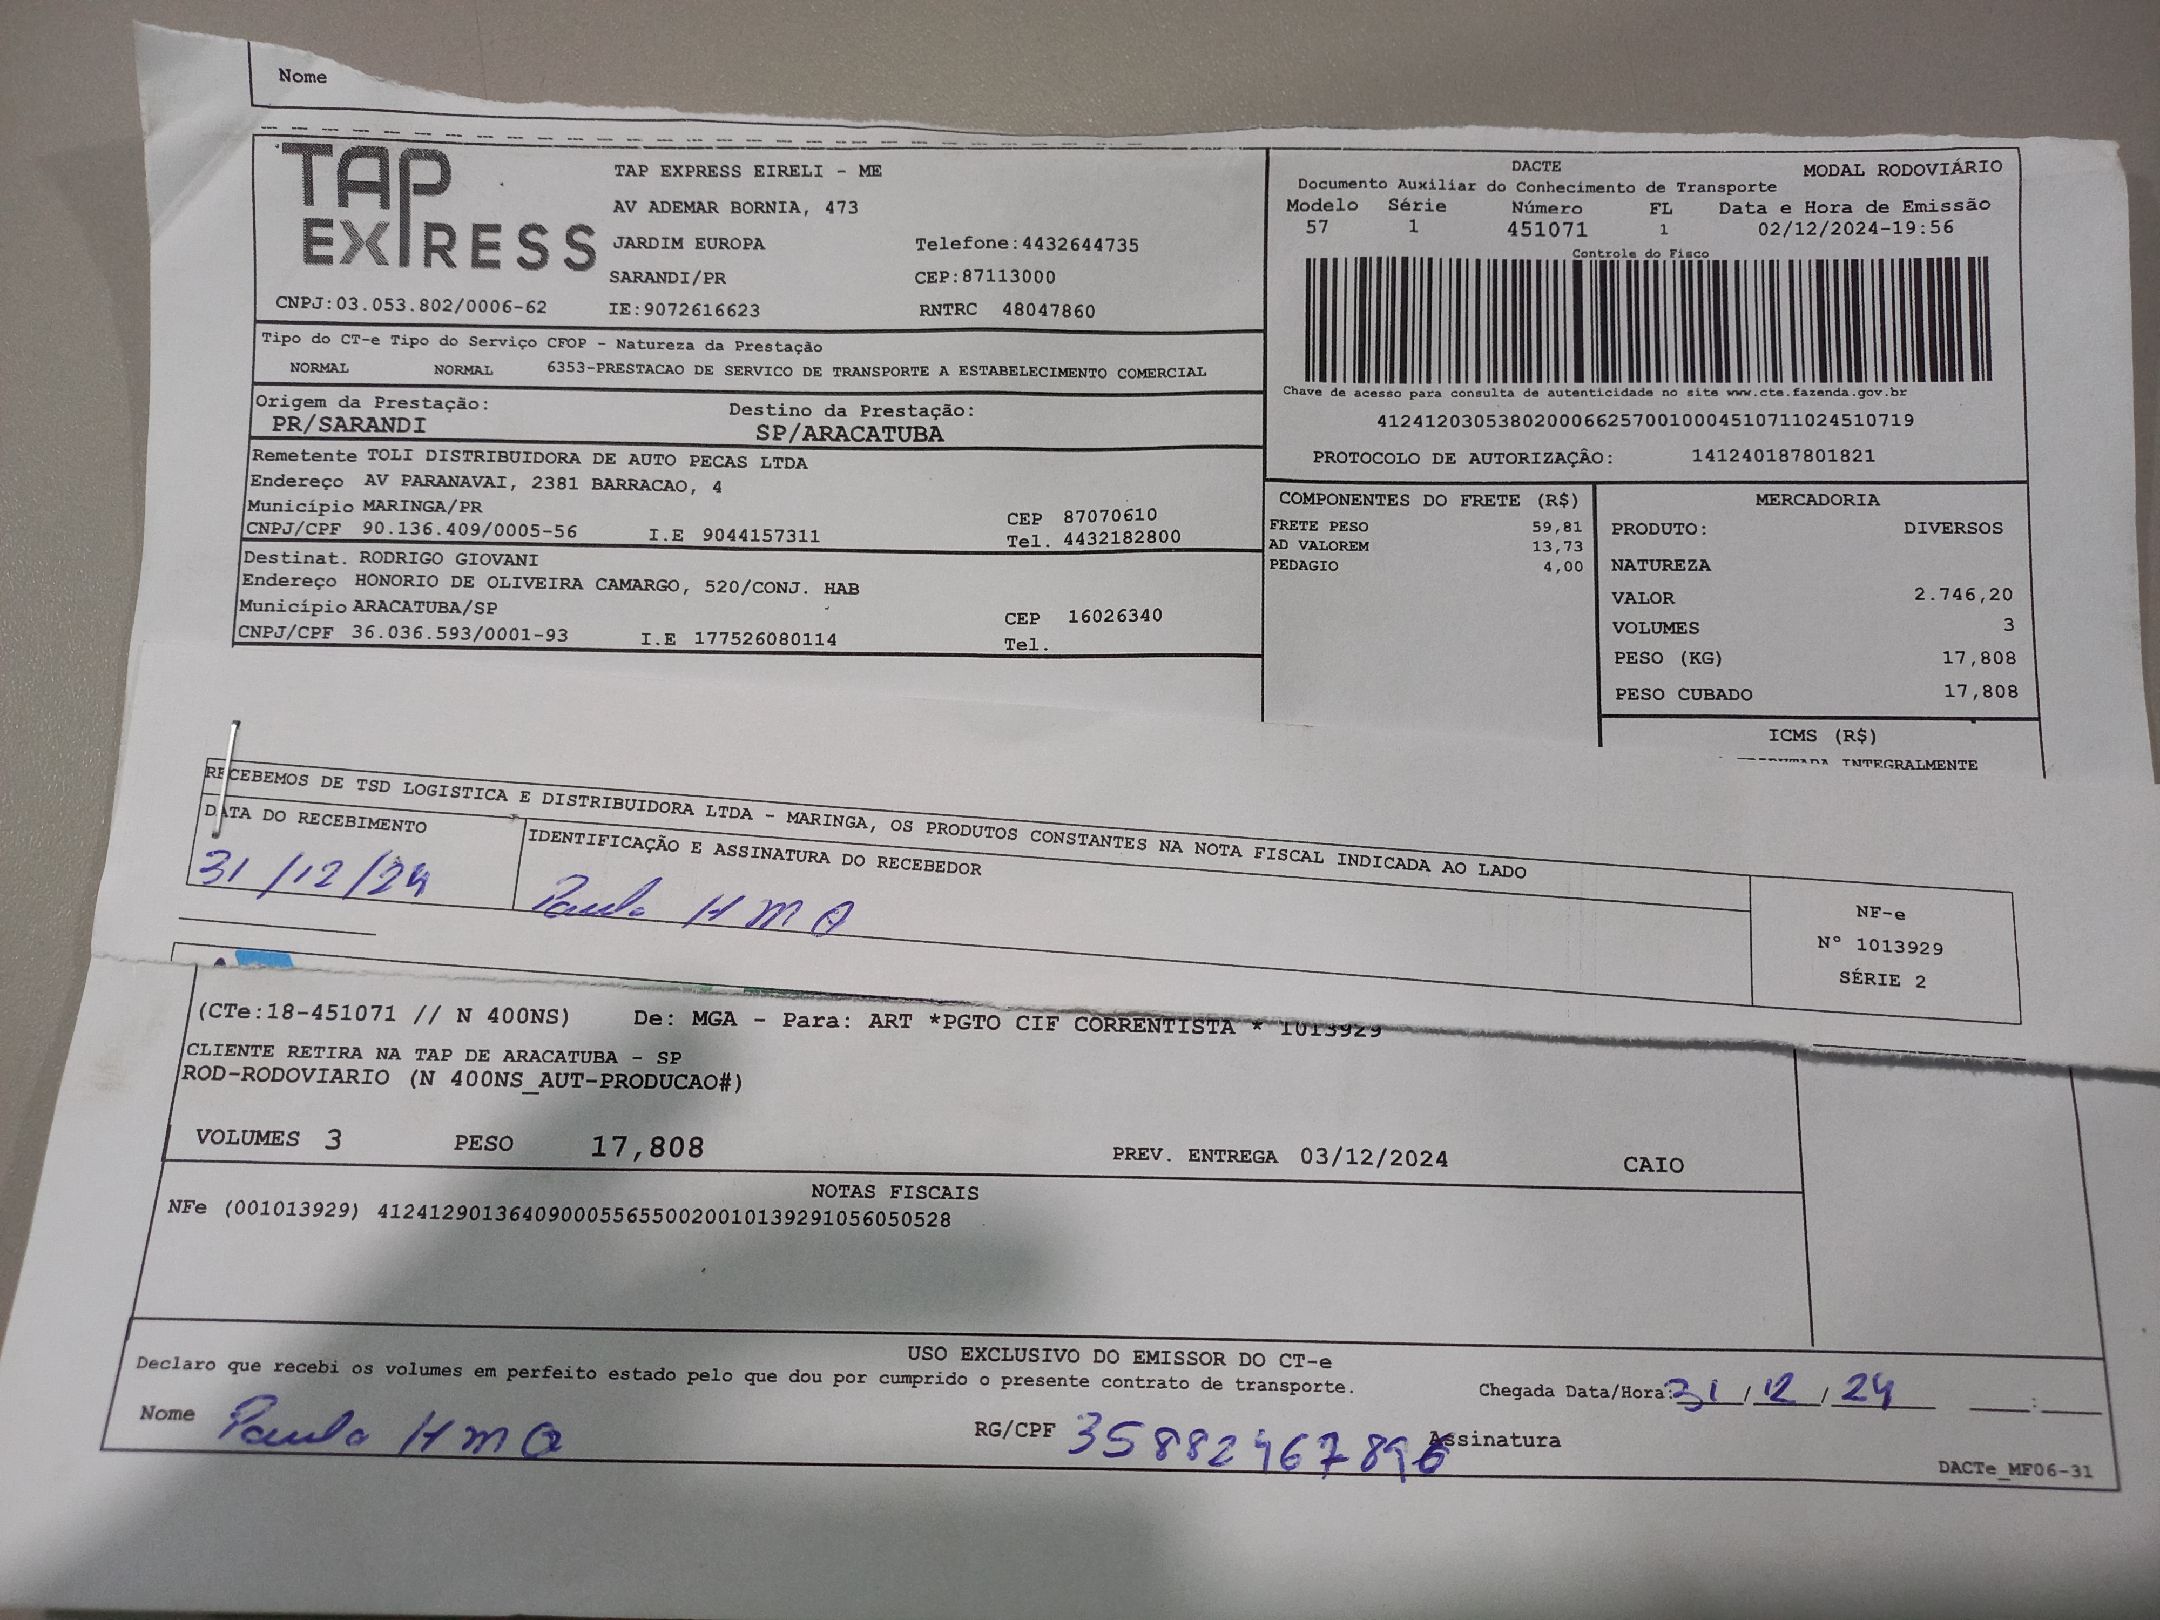 Nome
TAP EXPRESS
TAP EXPRESS EIRELI - ME
AV ADEMAR BORNIA, 473
JARDIM EUROPA Telefone:4432644735
SARANDI/PR CEP:87113000
CNPJ:03.053.802/0006-62 IE:9072616623 RNTRC 48047860
DACTE MODAL RODOVIÁRIO
Documento Auxiliar do Conhecimento de Transporte
Modelo Série Número FL Data e Hora de Emissão
57 1 451071 1 02/12/2024-19:56
Controle do Fisco
Chave de acesso para consulta de autenticidade no site www.cte.fazenda.gov.br
41241203053802000662570010004510711024510719
PROTOCOLO DE AUTORIZAÇÃO: 141240187801821
Tipo do CT-e Tipo do Serviço CFOP - Natureza da Prestação
NORMAL NORMAL 6353-PRESTACAO DE SERVICO DE TRANSPORTE A ESTABELECIMENTO COMERCIAL
Origem da Prestação: Destino da Prestação:
PR/SARANDI SP/ARACATUBA
Remetente TOLI DISTRIBUIDORA DE AUTO PECAS LTDA
Endereço AV PARANAVAI, 2381 BARRACAO, 4
Município MARINGA/PR CEP 87070610
CNPJ/CPF 90.136.409/0005-56 I.E 9044157311 Tel. 4432182800
Destinat. RODRIGO GIOVANI
Endereço HONORIO DE OLIVEIRA CAMARGO, 520/CONJ. HAB
Município ARACATUBA/SP CEP 16026340
CNPJ/CPF 36.036.593/0001-93 I.E 177526080114 Tel.
COMPONENTES DO FRETE (R$)
FRETE PESO 59,81
AD VALOREM 13,73
PEDAGIO 4,00
MERCADORIA
PRODUTO: DIVERSOS
NATUREZA
VALOR 2.746,20
VOLUMES 3
PESO (KG) 17,808
PESO CUBADO 17,808
ICMS (R$)
INTEGRALMENTE
RECEBEMOS DE TSD LOGISTICA E DISTRIBUIDORA LTDA - MARINGA, OS PRODUTOS CONSTANTES NA NOTA FISCAL INDICADA AO LADO
DATA DO RECEBIMENTO IDENTIFICAÇÃO E ASSINATURA DO RECEBEDOR
31/12/24 Paula H M O
NF-e
Nº 1013929
SÉRIE 2
(CTe:18-451071 // N 400NS) De: MGA - Para: ART *PGTO CIF CORRENTISTA * 1013929
CLIENTE RETIRA NA TAP DE ARACATUBA - SP
ROD-RODOVIARIO (N 400NS_AUT-PRODUCAO#)
VOLUMES 3 PESO 17,808 PREV. ENTREGA 03/12/2024 CAIO
NOTAS FISCAIS
NFe (001013929) 41241290136409000556550020010139291056050528
USO EXCLUSIVO DO EMISSOR DO CT-e
Declaro que recebi os volumes em perfeito estado pelo que dou por cumprido o presente contrato de transporte. Chegada Data/Hora: 31/12/24 :
Nome Paula H M O RG/CPF 35882467896 Assinatura
DACTe_MF06-31